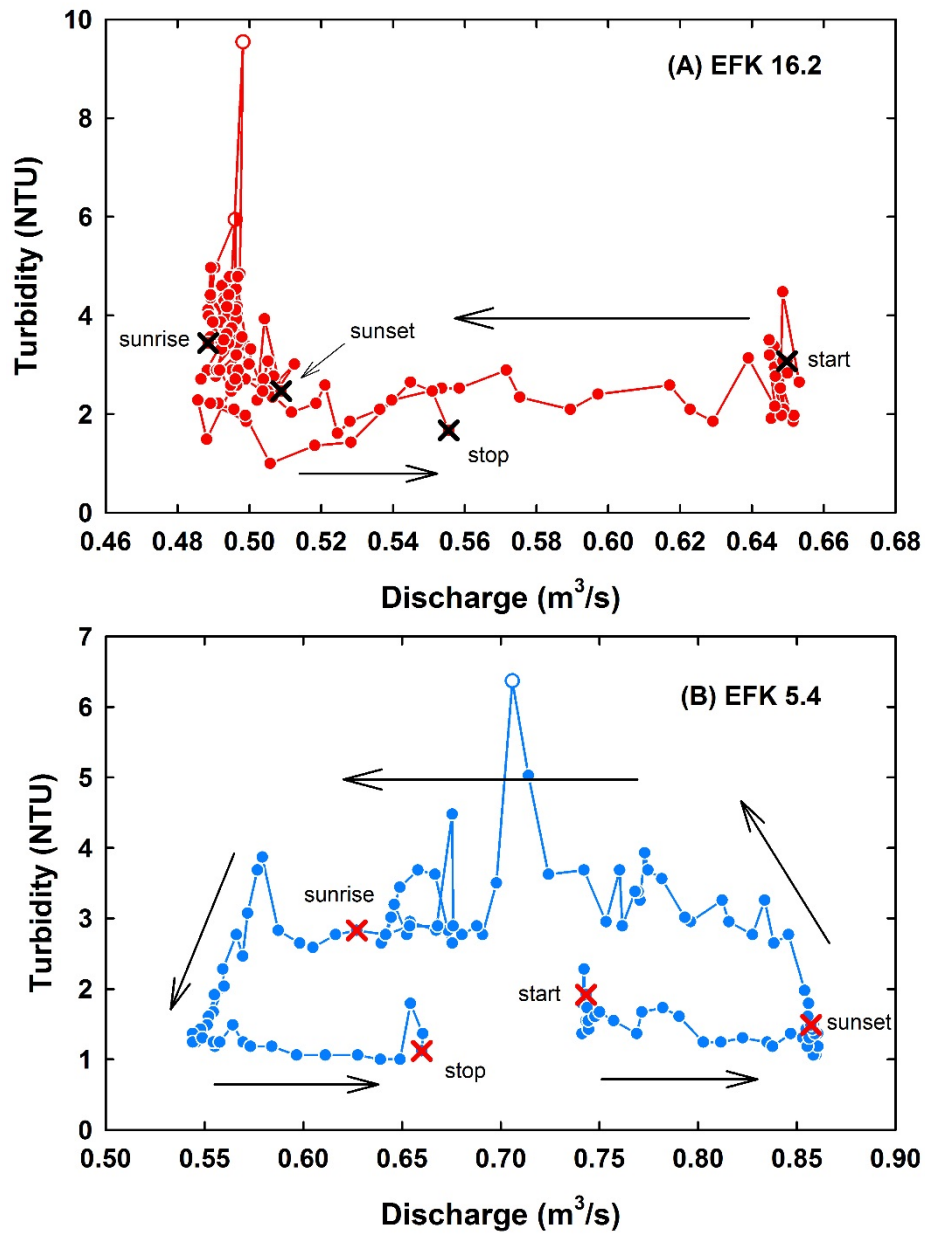 (A) EFK 16.2
Turbidity (NTU)
10
8
6
4
2
0
sunrise
sunset
start
stop
0.46 0.48 0.50 0.52 0.54 0.56 0.58 0.60 0.62 0.64 0.66 0.68
Discharge (m³/s)
(B) EFK 5.4
Turbidity (NTU)
7
6
5
4
3
2
1
0
sunrise
start
sunset
stop
0.50 0.55 0.60 0.65 0.70 0.75 0.80 0.85 0.90
Discharge (m³/s)